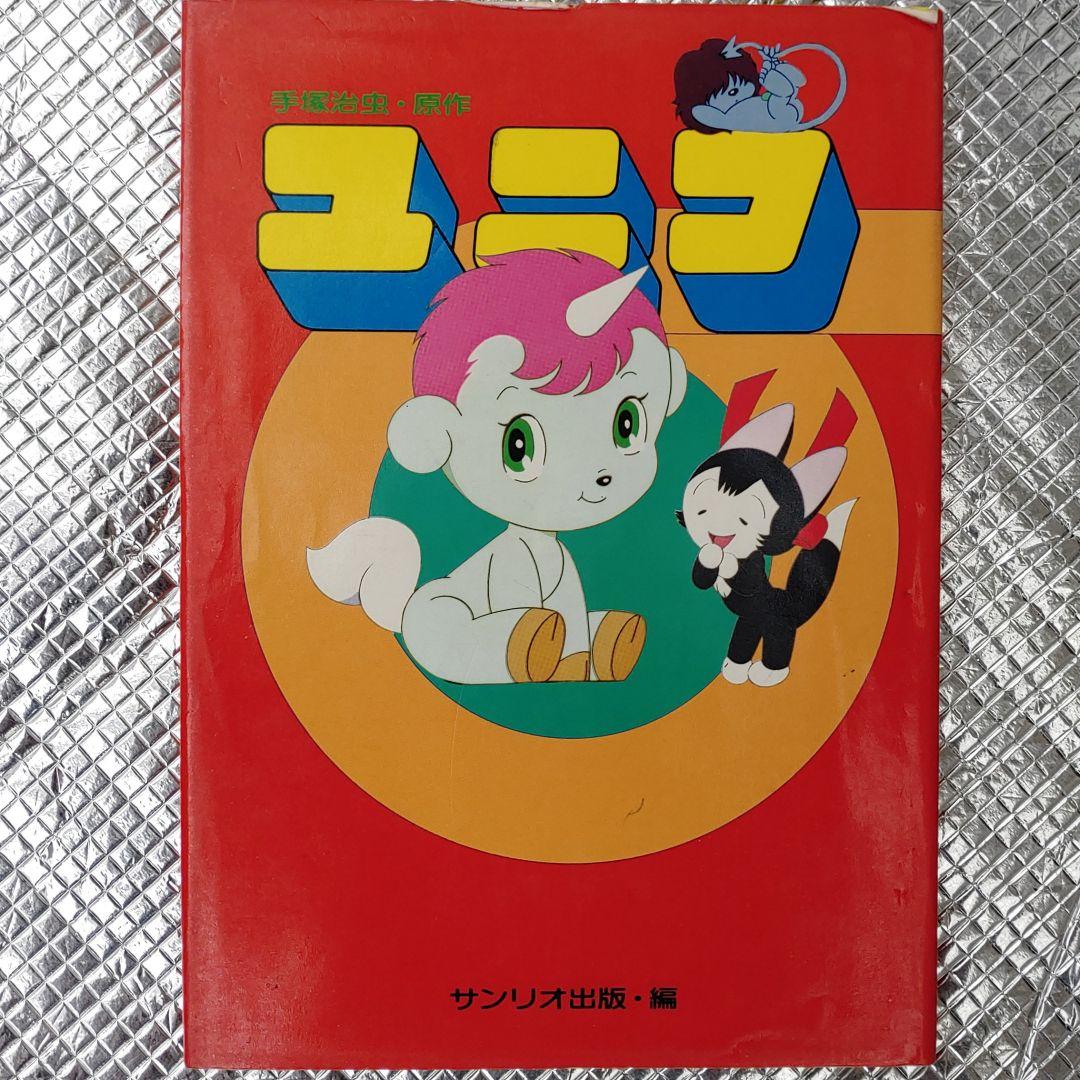 手塚治虫・原作
ユニコ
サンリオ出版・編